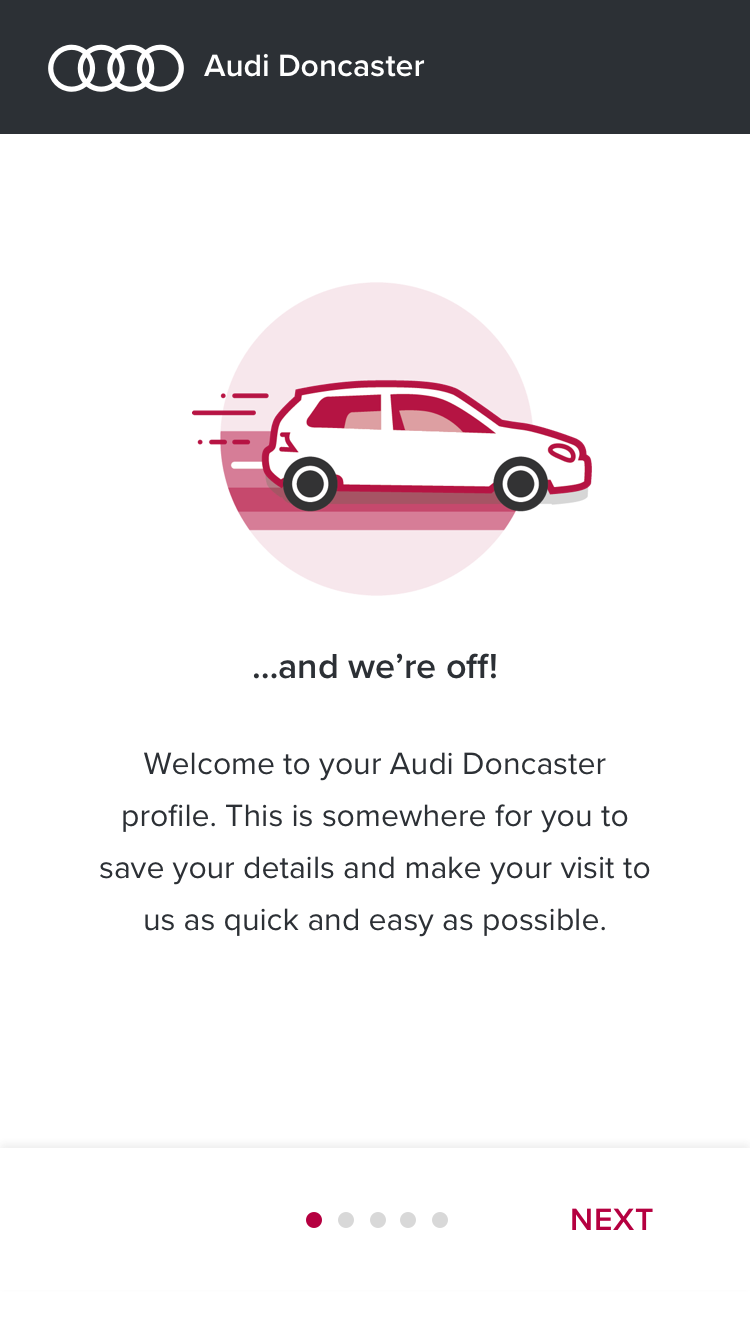 Audi Doncaster
...and we’re off!
Welcome to your Audi Doncaster
profile. This is somewhere for you to
save your details and make your visit to
us as quick and easy as possible.
NEXT